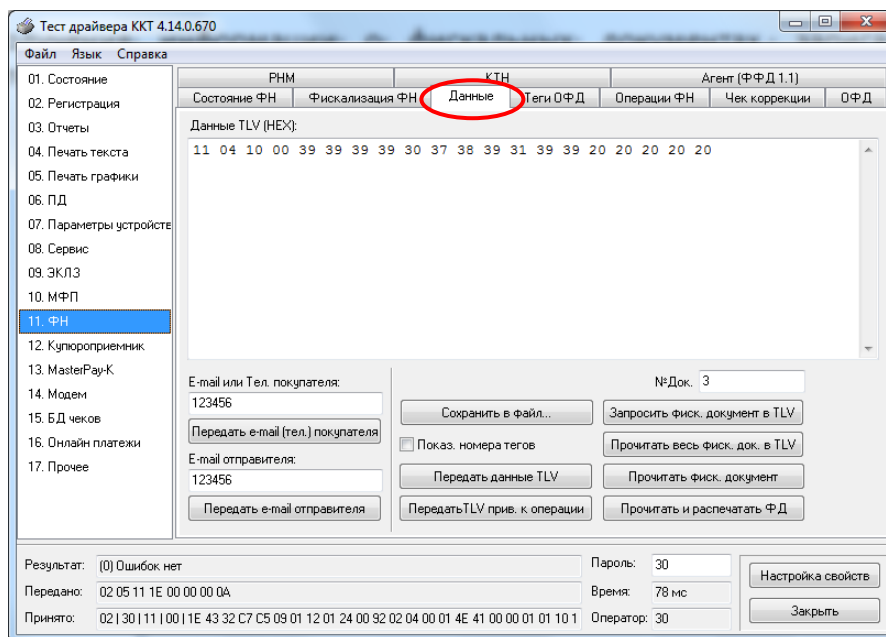 Тест драйвера ККТ 4.14.0.670
Файл Язык Справка
01. Состояние
02. Регистрация
03. Отчеты
04. Печать текста
05. Печать графики
06. ПД
07. Параметры устройств
08. Сервис
09. ЭКЛЗ
10. МФП
11. ФН
12. Купюроприемник
13. MasterPay-K
14. Модем
15. БД чеков
16. Онлайн платежи
17. Прочее
РНМ КТН Агент (ФФД 1.1)
Состояние ФН Фискализация ФН Данные Теги ОФД Операции ФН Чек коррекции ОФД
Данные TLV (HEX):
11 04 10 00 39 39 39 39 30 37 38 39 31 39 39 20 20 20 20 20
E-mail или Тел. покупателя:
123456
Передать e-mail (тел.) покупателя
E-mail отправителя:
123456
Передать e-mail отправителя
Сохранить в файл...
Показ. номера тегов
Передать данные TLV
ПередатьTLV прив. к операции
№Док. 3
Запросить фиск. документ в TLV
Прочитать весь фиск. док. в TLV
Прочитать фиск. документ
Прочитать и распечатать ФД
Результат: (0) Ошибок нет
Передано: 02 05 11 1E 00 00 00 0A
Принято: 02 | 30 | 11 | 00 | 1E 43 32 C7 C5 09 01 12 01 24 00 92 02 04 00 01 4E 41 00 00 01 01 10 1
Пароль: 30
Время: 78 мс
Оператор: 30
Настройка свойств
Закрыть